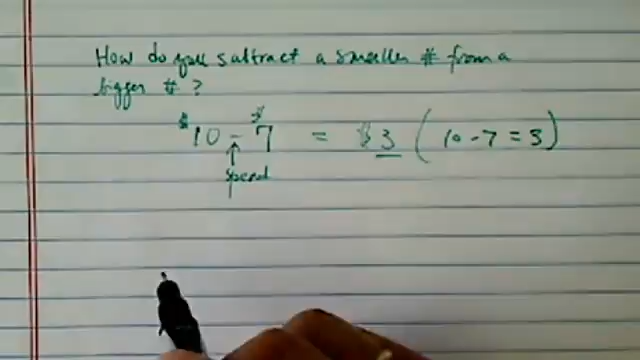 How do you subtract a smaller # from a
bigger # ?
$10 - $7 = $3 ( 10 - 7 = 3 )
↑
spend